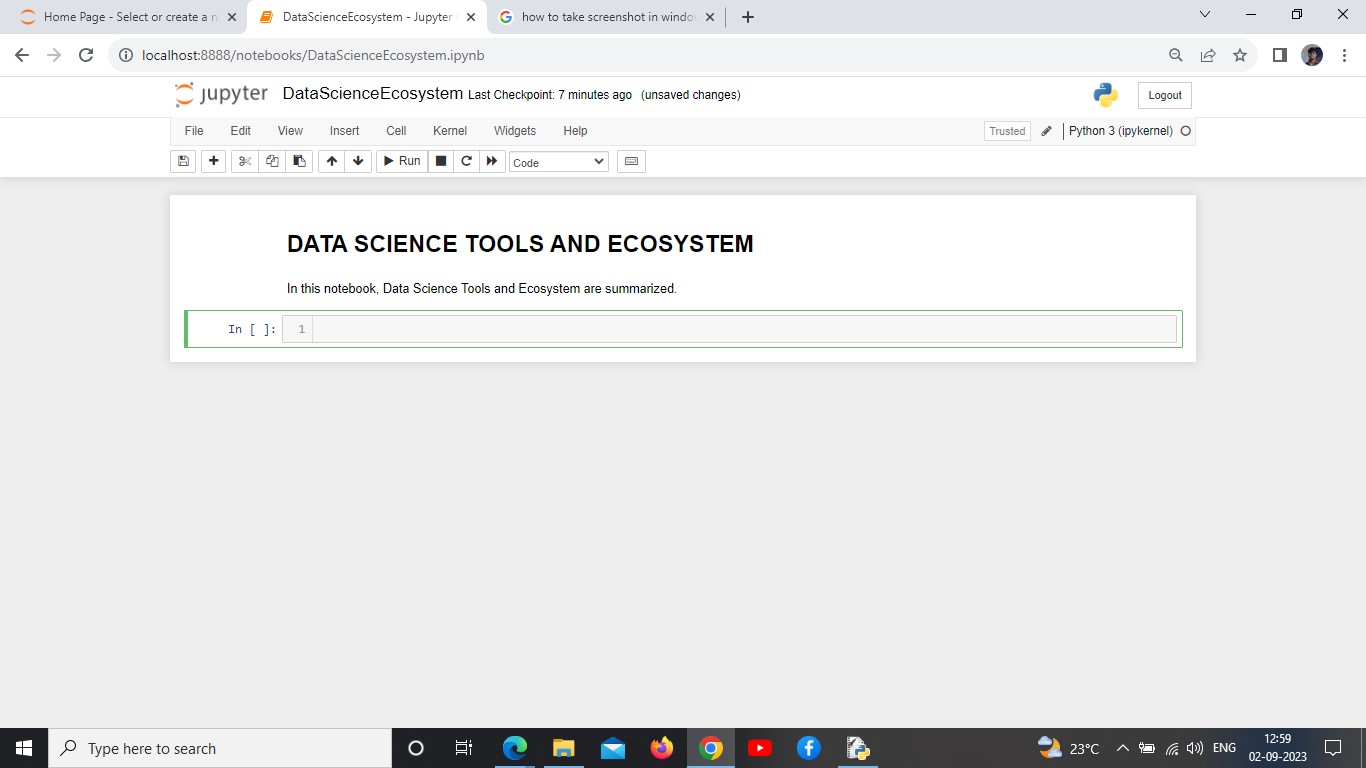 Home Page - Select or create a n
DataScienceEcosystem - Jupyter
how to take screenshot in windo
localhost:8888/notebooks/DataScienceEcosystem.ipynb
jupyter DataScienceEcosystem Last Checkpoint: 7 minutes ago (unsaved changes) Logout
File Edit View Insert Cell Kernel Widgets Help Trusted Python 3 (ipykernel)
Run Code
DATA SCIENCE TOOLS AND ECOSYSTEM
In this notebook, Data Science Tools and Ecosystem are summarized.
In [ ]: 1
Type here to search 23°C ENG 12:59
02-09-2023